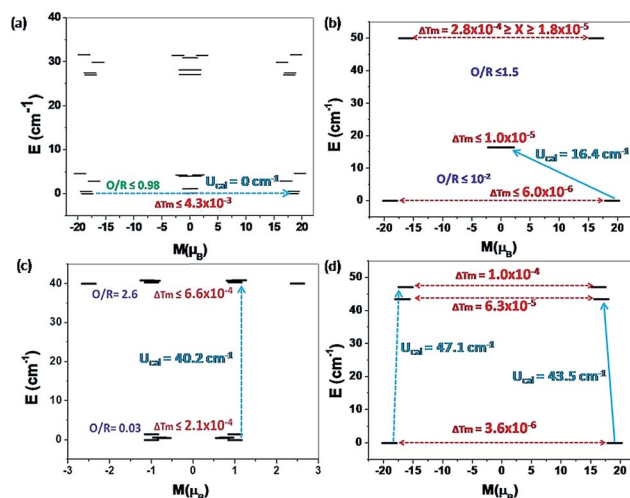 (a)
40
35
30
25
20
15
10
5
0
E (cm⁻¹)
O/R ≤ 0.98
U_cal = 0 cm⁻¹
ΔTm ≤ 4.3x10⁻³
-20 -15 -10 -5 0 5 10 15 20
M(μ_B)
(b)
ΔTm = 2.8x10⁻⁴ ≥ X ≥ 1.8x10⁻⁵
50
40
30
20
10
0
E (cm⁻¹)
O/R ≤1.5
ΔTm ≤ 1.0x10⁻⁵
U_cal = 16.4 cm⁻¹
O/R ≤ 10⁻²
ΔTm ≤ 6.0x10⁻⁶
-20 -15 -10 -5 0 5 10 15 20
M(μ_B)
(c)
50
40
30
20
10
0
E (cm⁻¹)
O/R= 2.6
ΔTm ≤ 6.6x10⁻⁴
U_cal = 40.2 cm⁻¹
O/R= 0.03
ΔTm ≤ 2.1x10⁻⁴
-3 -2 -1 0 1 2 3
M(μ_B)
(d)
50
40
30
20
10
0
E (cm⁻¹)
ΔTm = 1.0x10⁻⁴
ΔTm = 6.3x10⁻⁵
U_cal = 47.1 cm⁻¹
U_cal = 43.5 cm⁻¹
ΔTm = 3.6x10⁻⁶
-20 -15 -10 -5 0 5 10 15 20
M(μ_B)